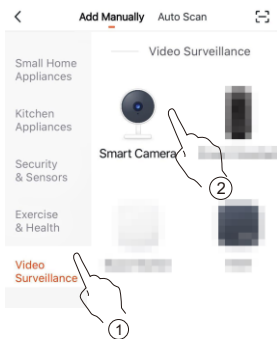 Add Manually Auto Scan
Video Surveillance
Small Home
Appliances
Kitchen
Appliances
Smart Camera
Security
& Sensors
②
Exercise
& Health
Video
Surveillance
①